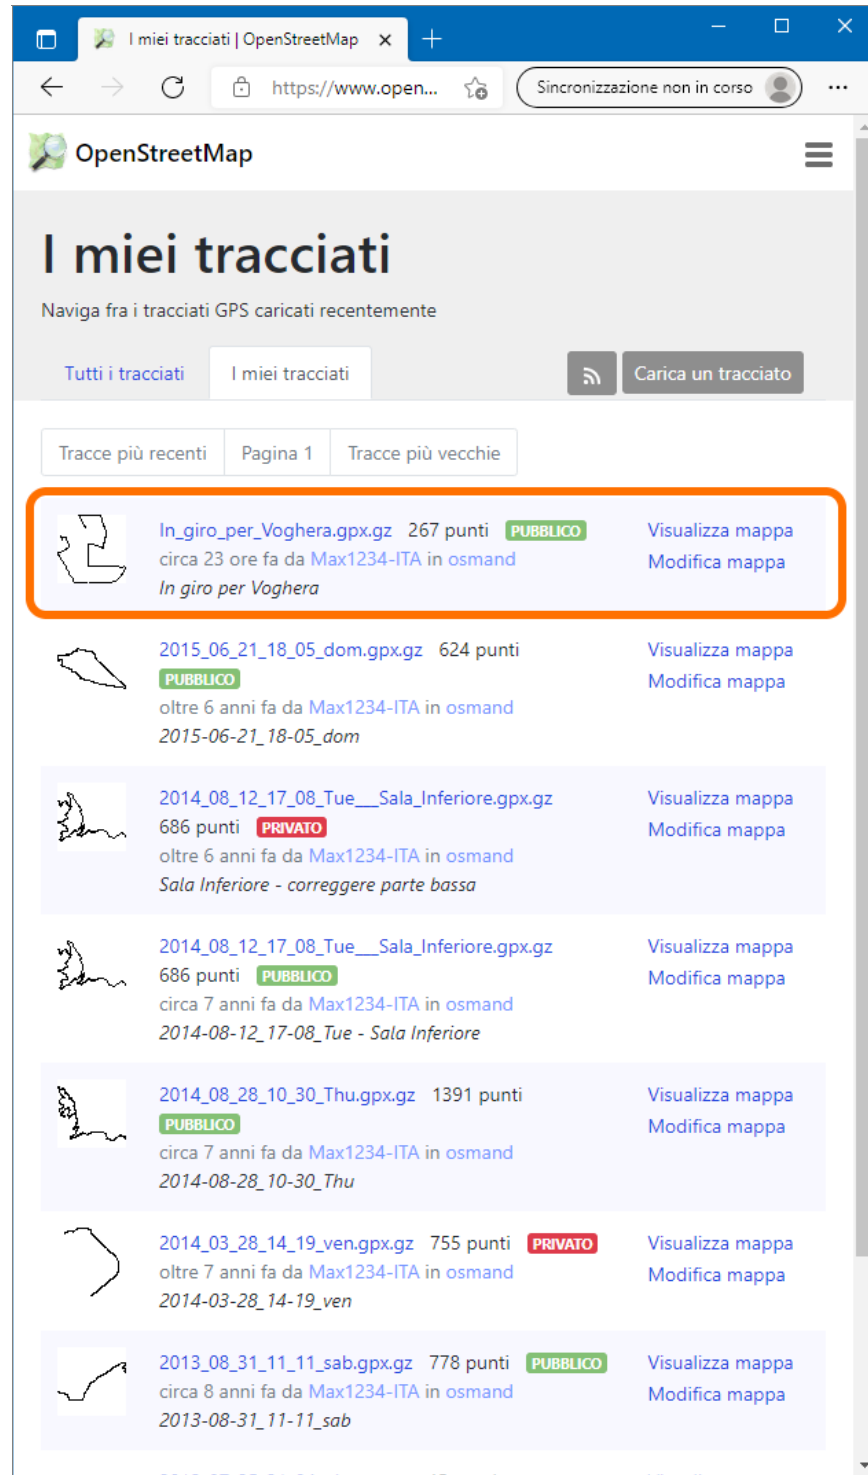 I miei tracciati | OpenStreetMap
https://www.open...
Sincronizzazione non in corso
OpenStreetMap
I miei tracciati
Naviga fra i tracciati GPS caricati recentemente
Tutti i tracciati I miei tracciati Carica un tracciato
Tracce più recenti Pagina 1 Tracce più vecchie
In_giro_per_Voghera.gpx.gz 267 punti PUBBLICO Visualizza mappa
circa 23 ore fa da Max1234-ITA in osmand Modifica mappa
In giro per Voghera
2015_06_21_18_05_dom.gpx.gz 624 punti Visualizza mappa
PUBBLICO Modifica mappa
oltre 6 anni fa da Max1234-ITA in osmand
2015-06-21_18-05_dom
2014_08_12_17_08_Tue___Sala_Inferiore.gpx.gz Visualizza mappa
686 punti PRIVATO Modifica mappa
oltre 6 anni fa da Max1234-ITA in osmand
Sala Inferiore - correggere parte bassa
2014_08_12_17_08_Tue___Sala_Inferiore.gpx.gz Visualizza mappa
686 punti PUBBLICO Modifica mappa
circa 7 anni fa da Max1234-ITA in osmand
2014-08-12_17-08_Tue - Sala Inferiore
2014_08_28_10_30_Thu.gpx.gz 1391 punti Visualizza mappa
PUBBLICO Modifica mappa
circa 7 anni fa da Max1234-ITA in osmand
2014-08-28_10-30_Thu
2014_03_28_14_19_ven.gpx.gz 755 punti PRIVATO Visualizza mappa
oltre 7 anni fa da Max1234-ITA in osmand Modifica mappa
2014-03-28_14-19_ven
2013_08_31_11_11_sab.gpx.gz 778 punti PUBBLICO Visualizza mappa
circa 8 anni fa da Max1234-ITA in osmand Modifica mappa
2013-08-31_11-11_sab